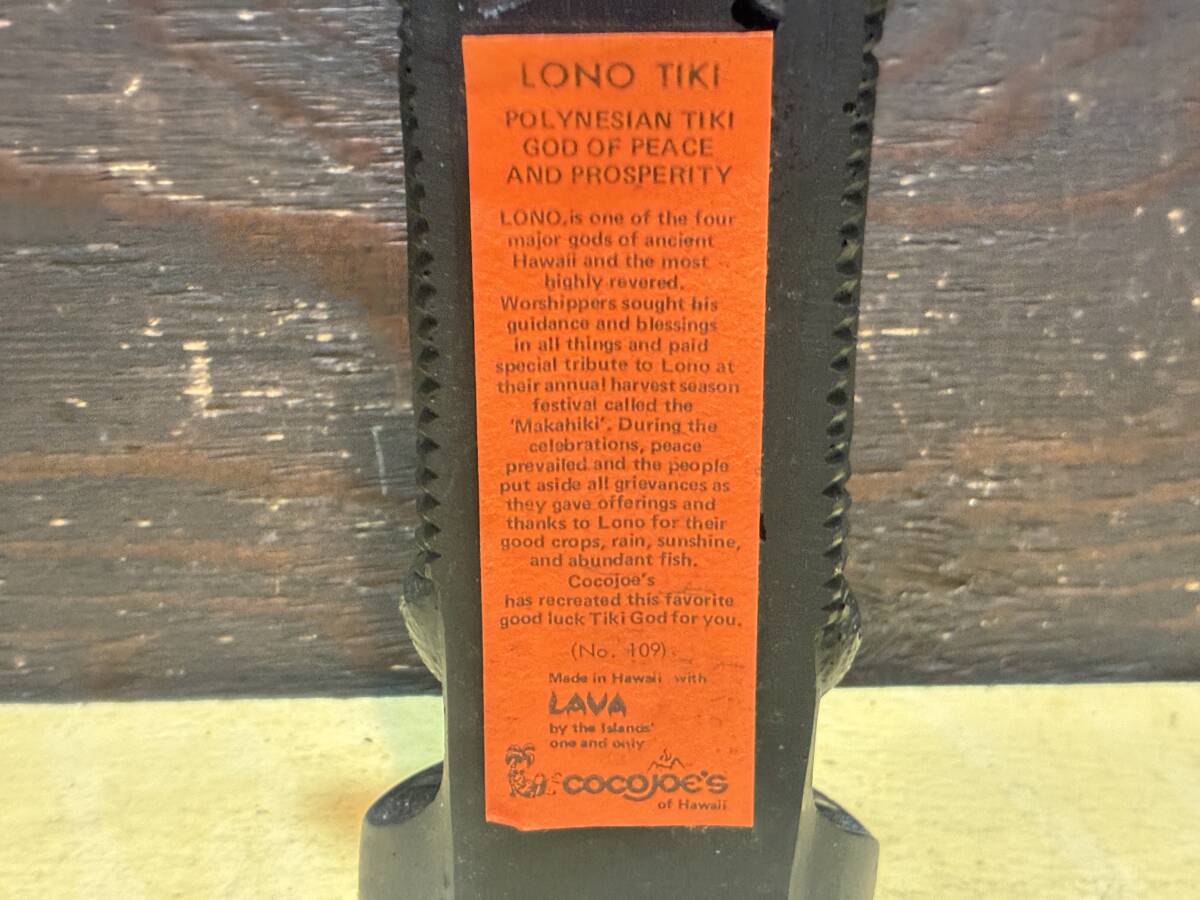 LONO TIKI
POLYNESIAN TIKI
GOD OF PEACE
AND PROSPERITY
LONO, is one of the four
major gods of ancient
Hawaii and the most
highly revered.
Worshippers sought his
guidance and blessings
in all things and paid
special tribute to Lono at
their annual harvest season
festival called the
'Makahiki'. During the
celebrations, peace
prevailed and the people
put aside all grievances as
they gave offerings and
thanks to Lono for their
good crops, rain, sunshine,
and abundant fish.
Cocojoe's
has recreated this favorite
good luck Tiki God for you.
(No. 109)
Made in Hawaii with
LAVA
by the Islands'
one and only
COCOJOE'S
of Hawaii